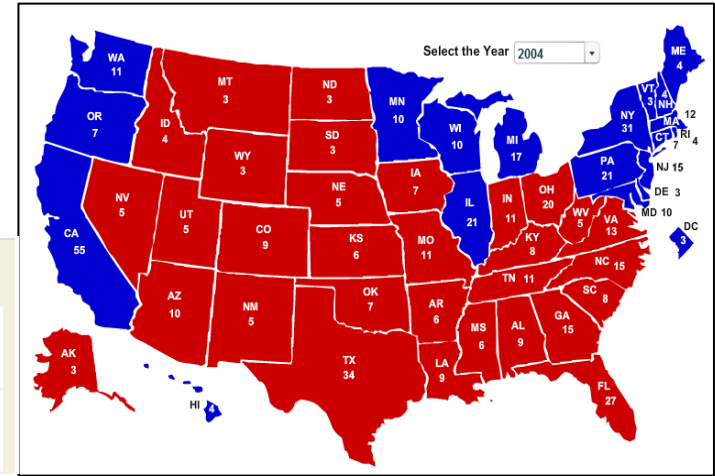 Select the Year 2004
WA
11
OR
7
CA
55
NV
5
ID
4
MT
3
WY
3
UT
5
AZ
10
CO
9
NM
5
ND
3
SD
3
NE
5
KS
6
OK
7
TX
34
MN
10
IA
7
MO
11
AR
6
LA
9
WI
10
IL
21
MI
17
IN
11
OH
20
KY
8
TN 11
MS
6
AL
9
GA
15
FL
27
SC
8
NC 15
VA
13
WV
5
PA
21
NY
31
VT
3
4
NH
ME
4
MA
12
CT
7
RI
4
NJ 15
DE 3
MD 10
DC
3
AK
3
HI
4